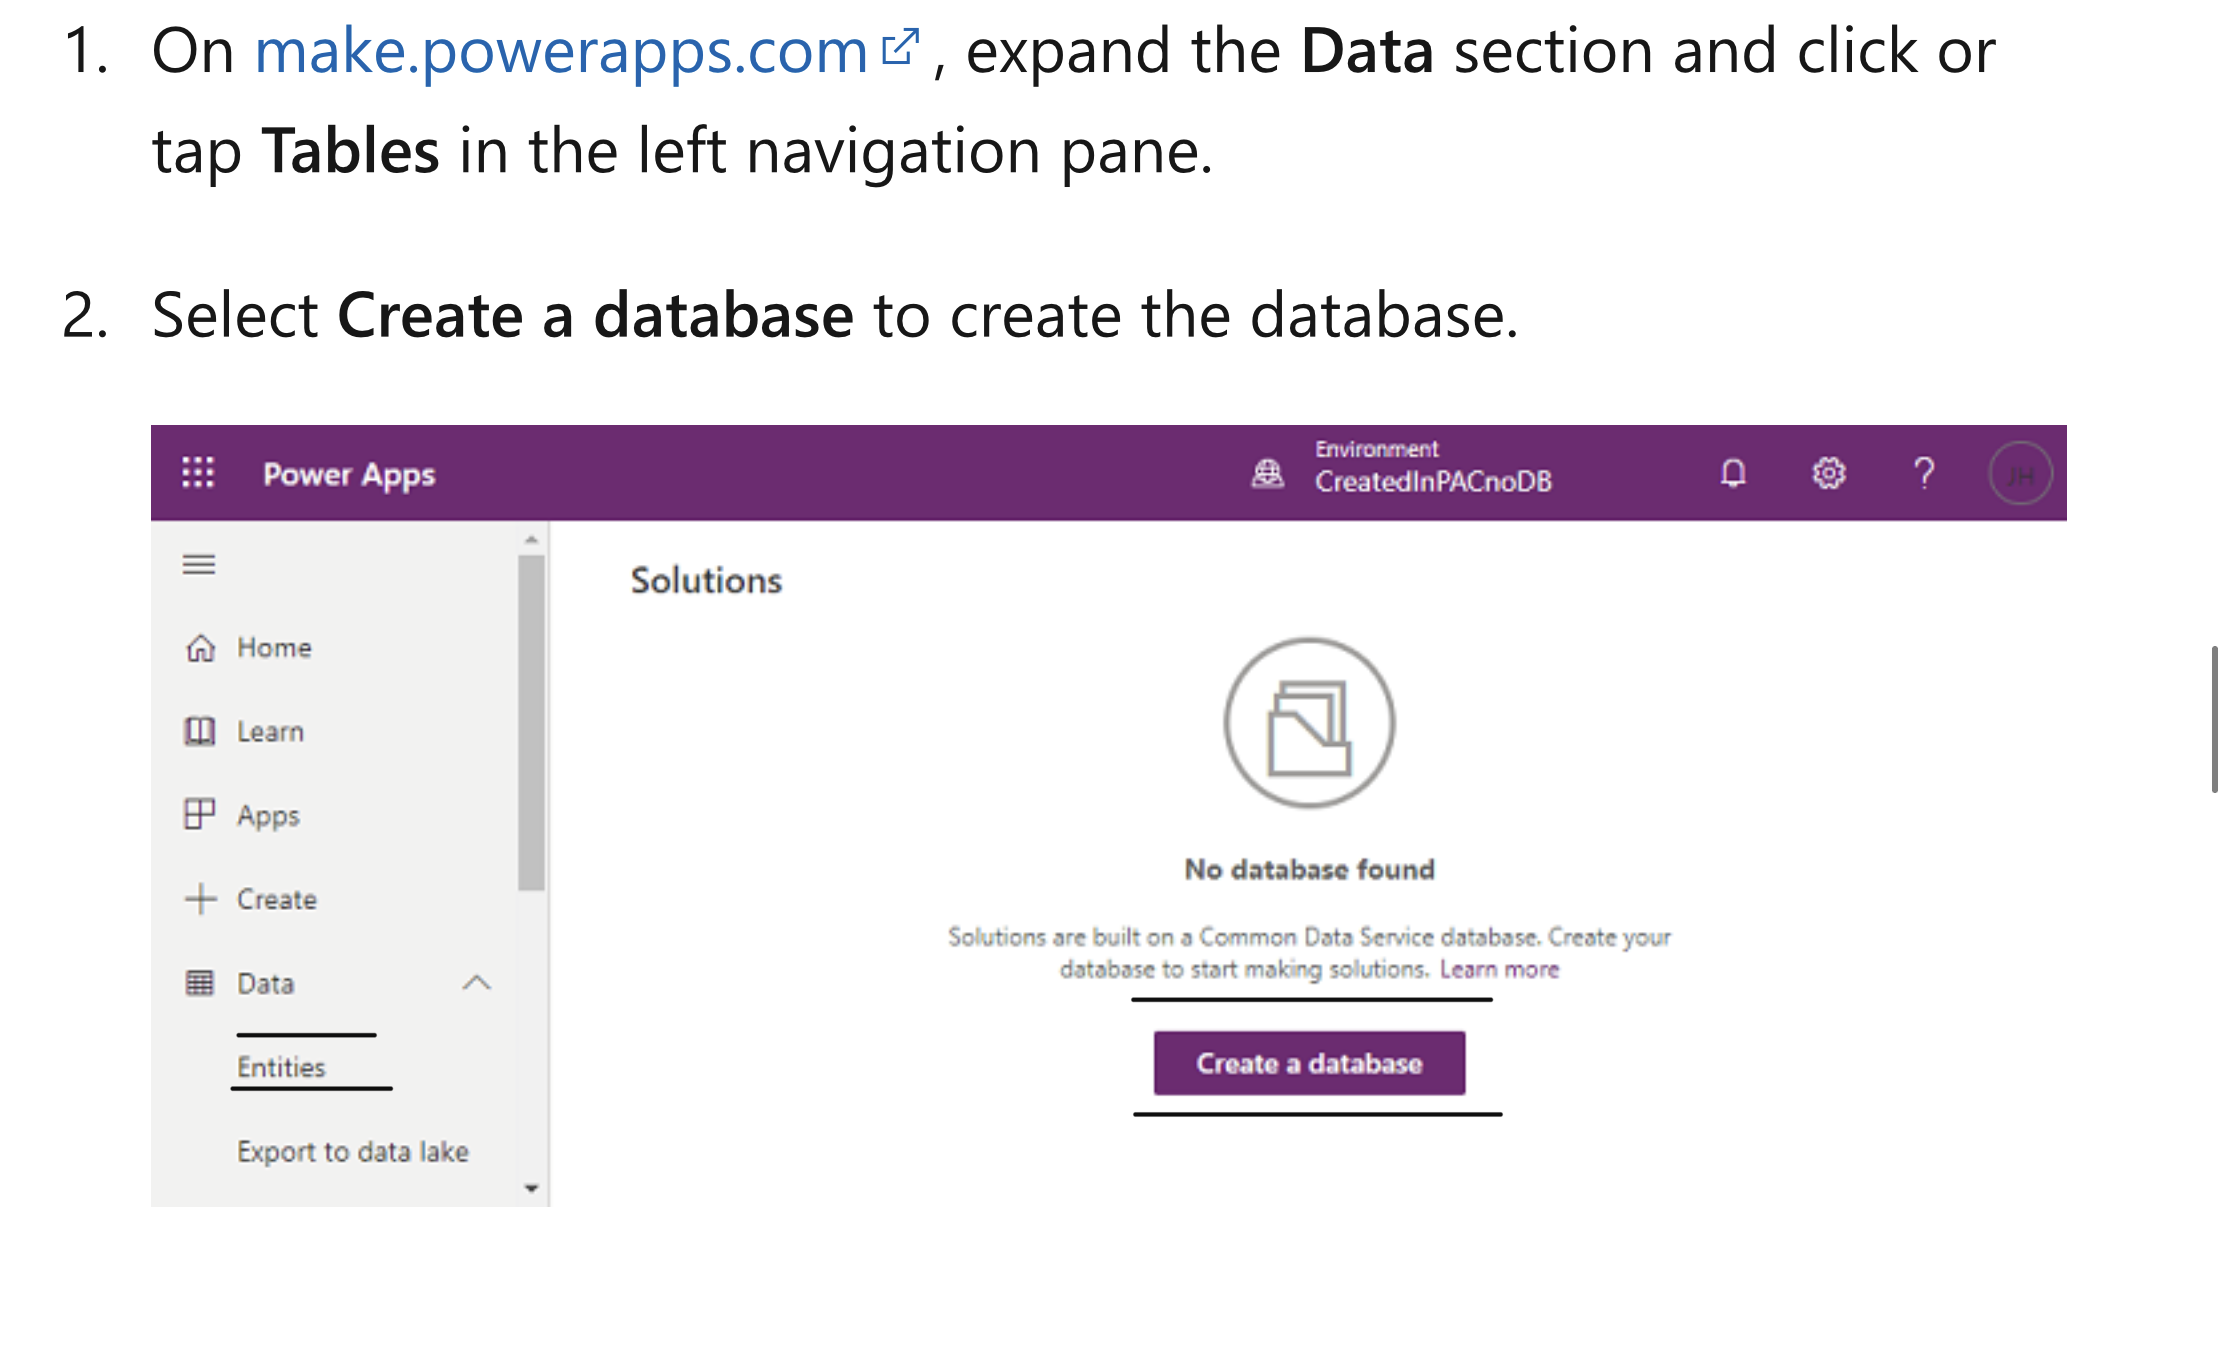 1. On make.powerapps.com, expand the Data section and click or
tap Tables in the left navigation pane.
2. Select Create a database to create the database.
Power Apps
Environment
CreatedInPACnoDB
?
JH
Home
Learn
Apps
Create
Data
Entities
Export to data lake
Solutions
No database found
Solutions are built on a Common Data Service database. Create your
database to start making solutions. Learn more
Create a database